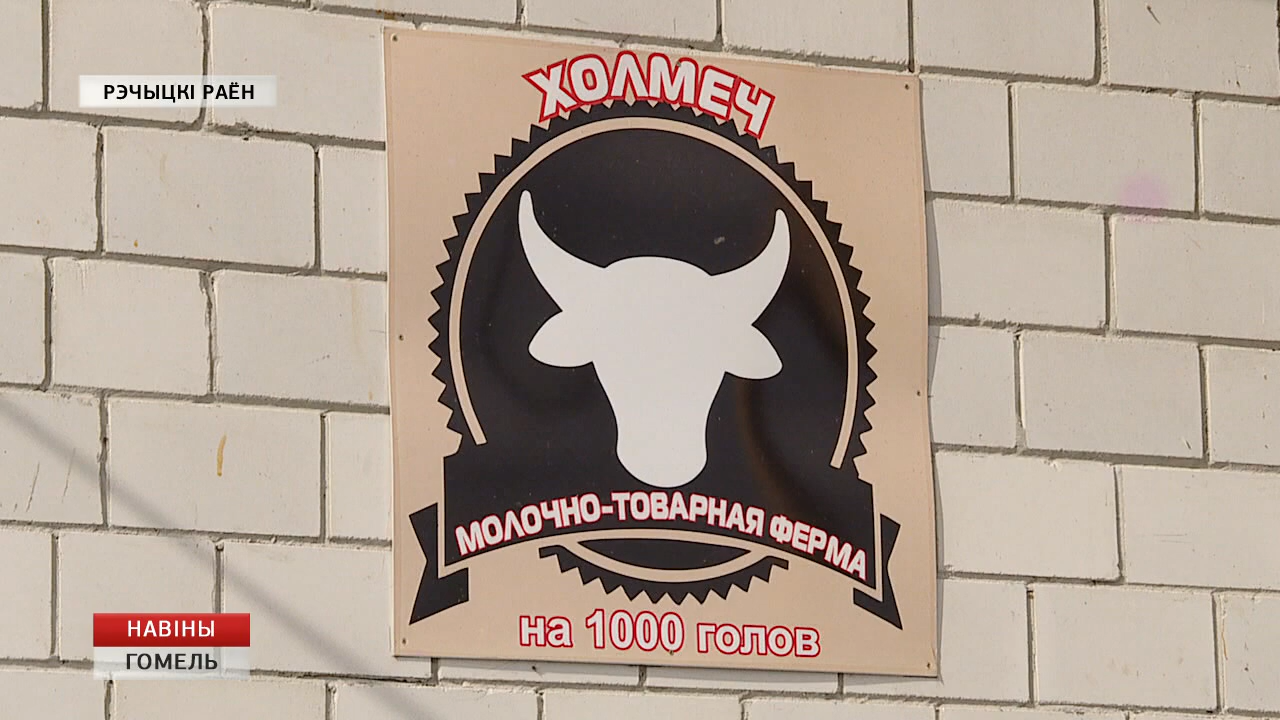 РЭЧЫЦКІ РАЁН
ХОЛМЕЧ
МОЛОЧНО-ТОВАРНАЯ ФЕРМА
на 1000 голов
НАВІНЫ
ГОМЕЛЬ